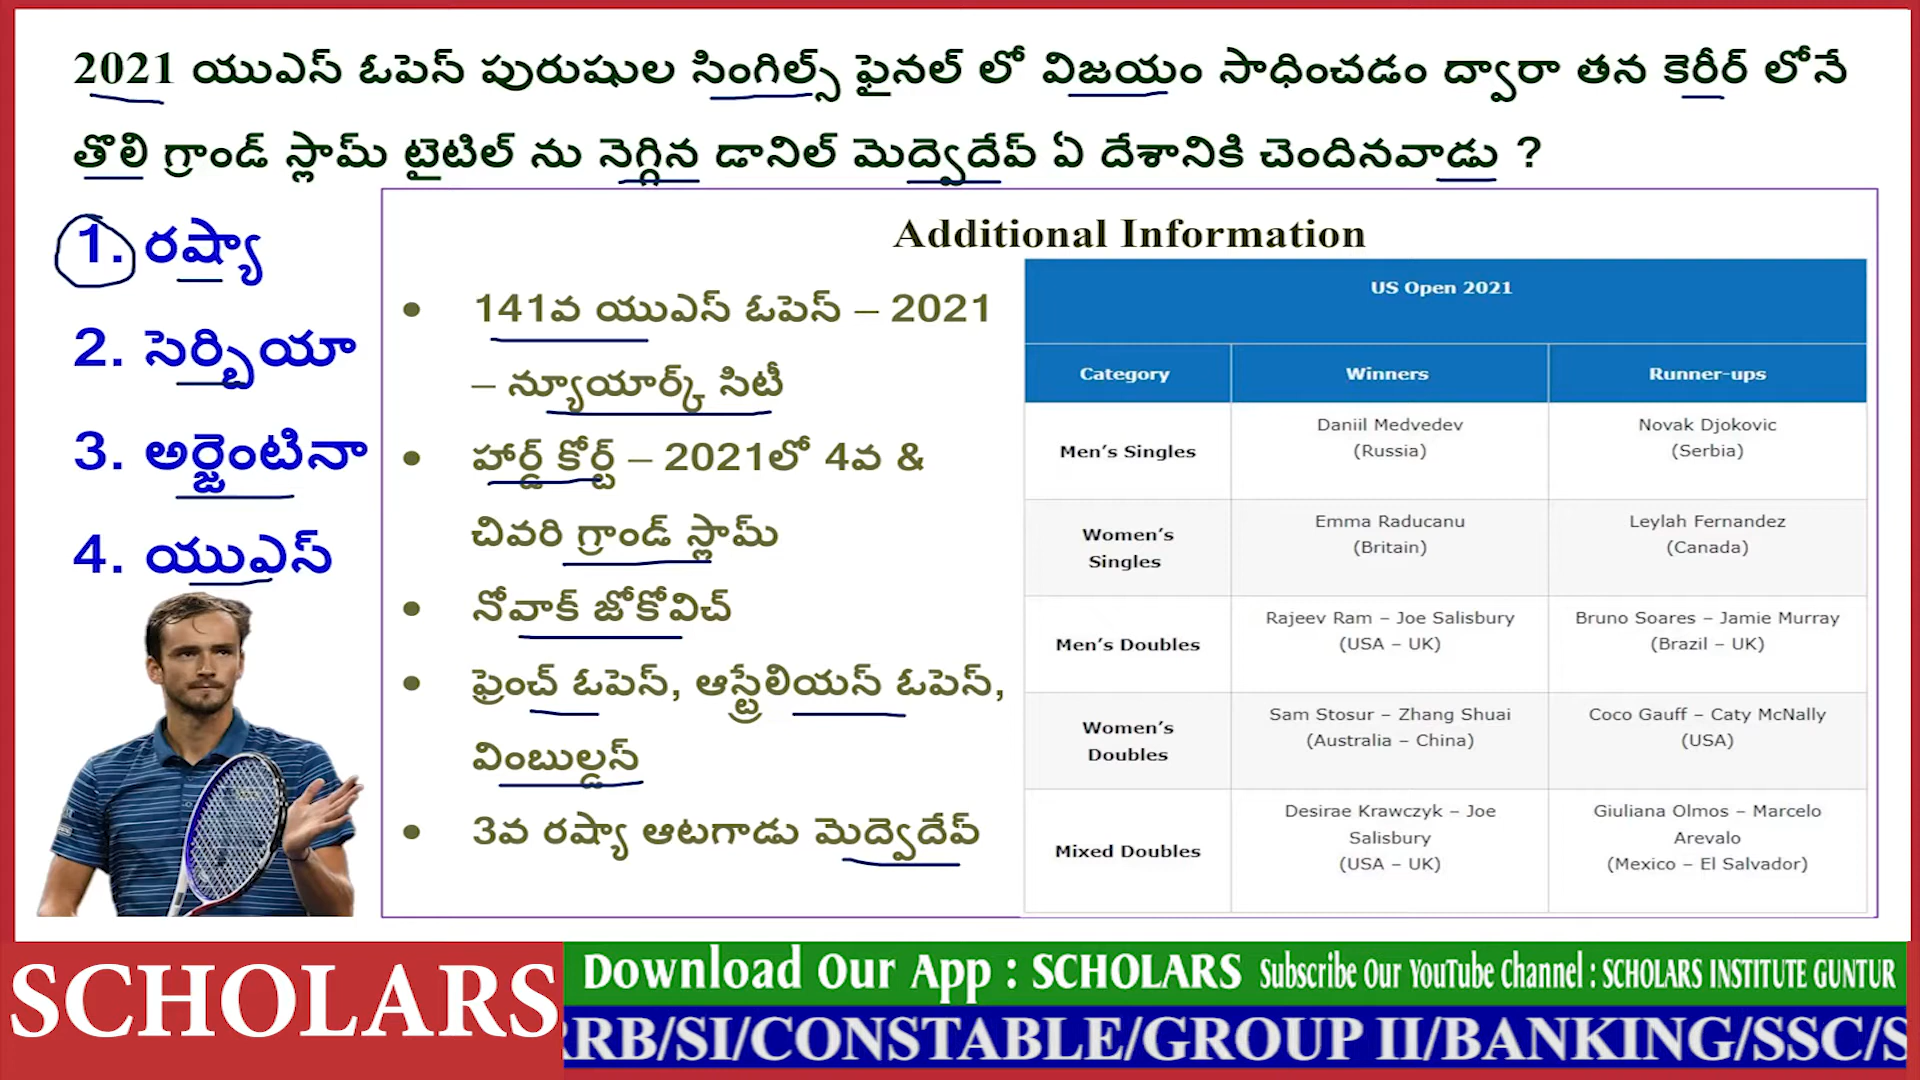 2021 యుఎస్ ఓపెస్ పురుషుల సింగిల్స్ ఫైనల్ లో విజయం సాధించడం ద్వారా తన కెరీర్ లోనే
తొలి గ్రాండ్ స్లామ్ టైటిల్ ను నెగ్గిన డానిల్ మెద్వెదేప్ ఏ దేశానికి చెందినవాడు ?
1. రష్యా
2. సెర్బియా
3. అర్జెంటినా
4. యుఎస్
Additional Information
• 141వ యుఎస్ ఓపెస్ – 2021
– న్యూయార్క్ సిటీ
• హార్డ్ కోర్ట్ – 2021లో 4వ &
చివరి గ్రాండ్ స్లామ్
• నోవాక్ జోకోవిచ్
• ఫ్రెంచ్ ఓపెస్, ఆస్ట్రేలియస్ ఓపెస్,
వింబుల్డస్
• 3వ రష్యా ఆటగాడు మెద్వెదేప్
US Open 2021
Category Winners Runner-ups
Men's Singles
Daniil Medvedev
(Russia)
Novak Djokovic
(Serbia)
Women's
Singles
Emma Raducanu
(Britain)
Leylah Fernandez
(Canada)
Men's Doubles
Rajeev Ram – Joe Salisbury
(USA – UK)
Bruno Soares – Jamie Murray
(Brazil – UK)
Women's
Doubles
Sam Stosur – Zhang Shuai
(Australia – China)
Coco Gauff – Caty McNally
(USA)
Mixed Doubles
Desirae Krawczyk – Joe
Salisbury
(USA – UK)
Giuliana Olmos – Marcelo
Arevalo
(Mexico – El Salvador)
SCHOLARS
Download Our App : SCHOLARS Subscribe Our YouTube Channel : SCHOLARS INSTITUTE GUNTUR
RRB/SI/CONSTABLE/GROUP II/BANKING/SSC/S